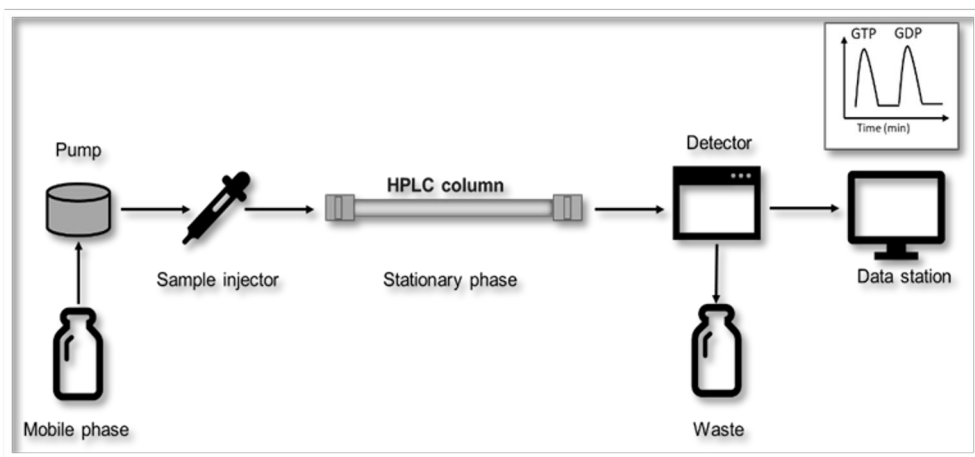 GTP GDP
Time (min)
Pump
Detector
HPLC column
Sample injector
Stationary phase
Data station
Mobile phase
Waste